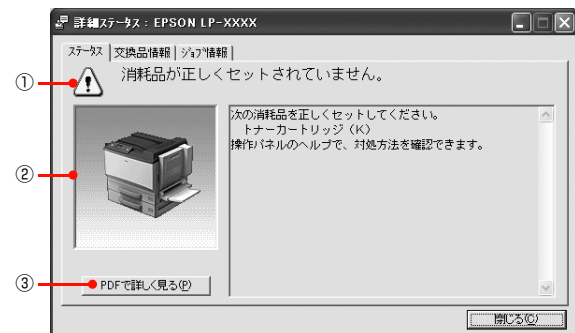 詳細ステータス : EPSON LP-XXXX
ステータス 交換品情報 ジョブ情報
① 消耗品が正しくセットされていません。
次の消耗品を正しくセットしてください。
トナーカートリッジ（K）
操作パネルのヘルプで、対処方法を確認できます。
②
③ PDFで詳しく見る(P)
閉じる(C)